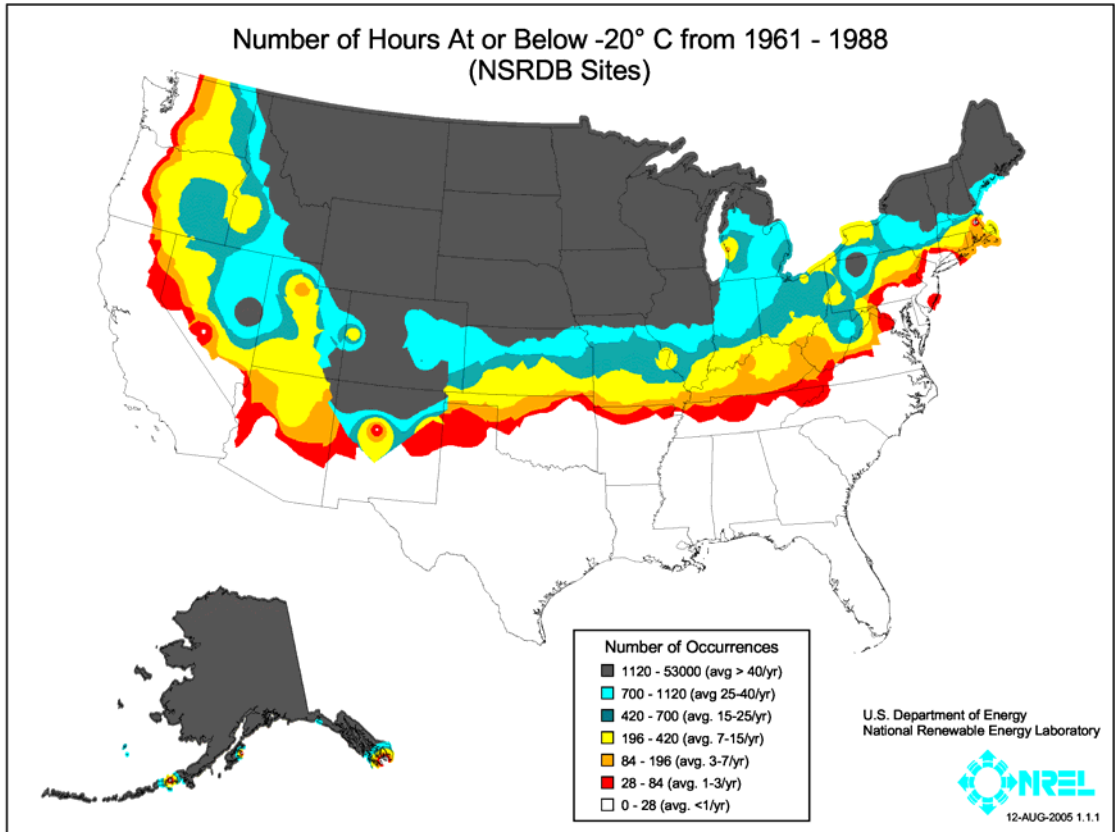 Number of Hours At or Below -20° C from 1961 - 1988
(NSRDB Sites)
Number of Occurrences
1120 - 53000 (avg > 40/yr)
700 - 1120 (avg 25-40/yr)
420 - 700 (avg. 15-25/yr)
196 - 420 (avg. 7-15/yr)
84 - 196 (avg. 3-7/yr)
28 - 84 (avg. 1-3/yr)
0 - 28 (avg. <1/yr)
U.S. Department of Energy
National Renewable Energy Laboratory
NREL
12-AUG-2005 1.1.1